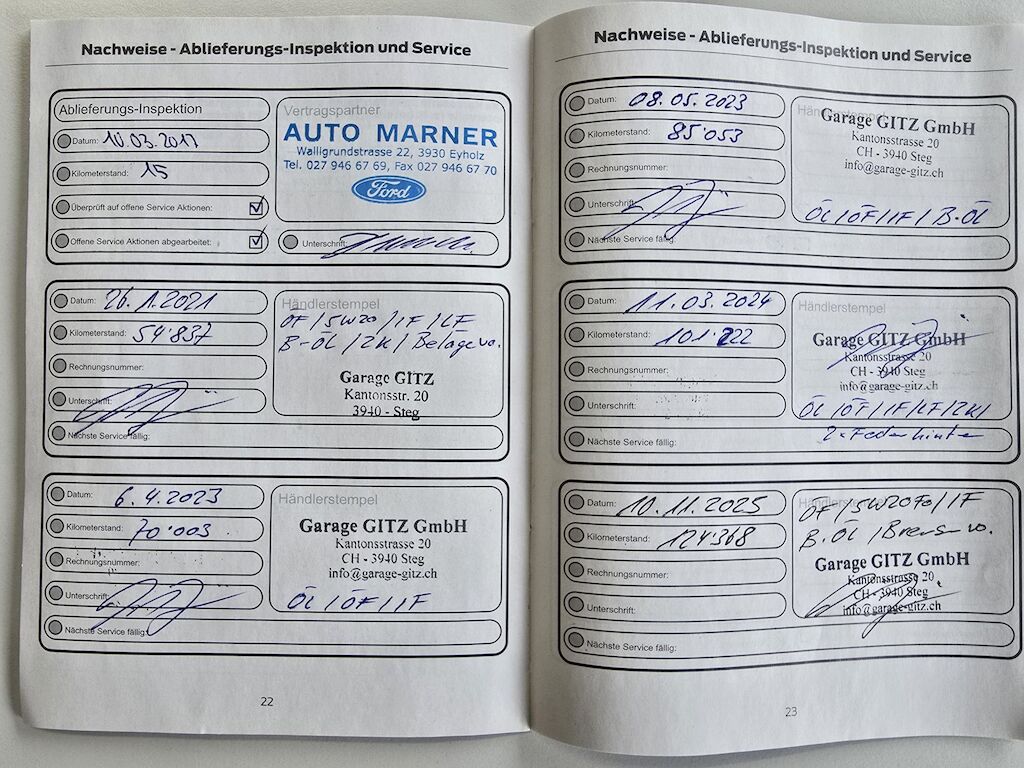 Nachweise - Ablieferungs-Inspektion und Service
Ablieferungs-Inspektion
Datum: 10.03.2017
Kilometerstand: 15
Überprüft auf offene Service Aktionen:
Offene Service Aktionen abgearbeitet:
Vertragspartner
AUTO MARNER
Walligrundstrasse 22, 3930 Eyholz
Tel. 027 946 67 69, Fax 027 946 67 70
Ford
Unterschrift:
Datum: 26.1.2021
Kilometerstand: 54'837
Rechnungsnummer:
Unterschrift:
Nächste Service fällig:
Händlerstempel
ÖF / 5W20 / IF / LF
B-ÖL / ZK / Beläge vo.
Garage GITZ
Kantonsstr. 20
3940 - Steg
Datum: 6.4.2023
Kilometerstand: 70'003
Rechnungsnummer:
Unterschrift:
Nächste Service fällig:
Händlerstempel
Garage GITZ GmbH
Kantonsstrasse 20
CH - 3940 Steg
info@garage-gitz.ch
ÖL / ÖF / IF
22
Nachweise - Ablieferungs-Inspektion und Service
Datum: 08.05.2023
Kilometerstand: 85'053
Rechnungsnummer:
Unterschrift:
Nächste Service fällig:
Garage GITZ GmbH
Kantonsstrasse 20
CH - 3940 Steg
info@garage-gitz.ch
ÖL / ÖF / IF / B-ÖL
Datum: 11.03.2024
Kilometerstand: 101'222
Rechnungsnummer:
Unterschrift:
Nächste Service fällig:
Händlerstempel
Garage GITZ GmbH
Kantonsstrasse 20
CH - 3940 Steg
info@garage-gitz.ch
ÖL / ÖF / IF / LF / ZK /
2x Feder hinten
Datum: 10.11.2025
Kilometerstand: 124'368
Rechnungsnummer:
Unterschrift:
Nächste Service fällig:
ÖF / 5W20 / IF
B-ÖL / vo.
Garage GITZ GmbH
Kantonsstrasse 20
CH - 3940 Steg
info@garage-gitz.ch
23